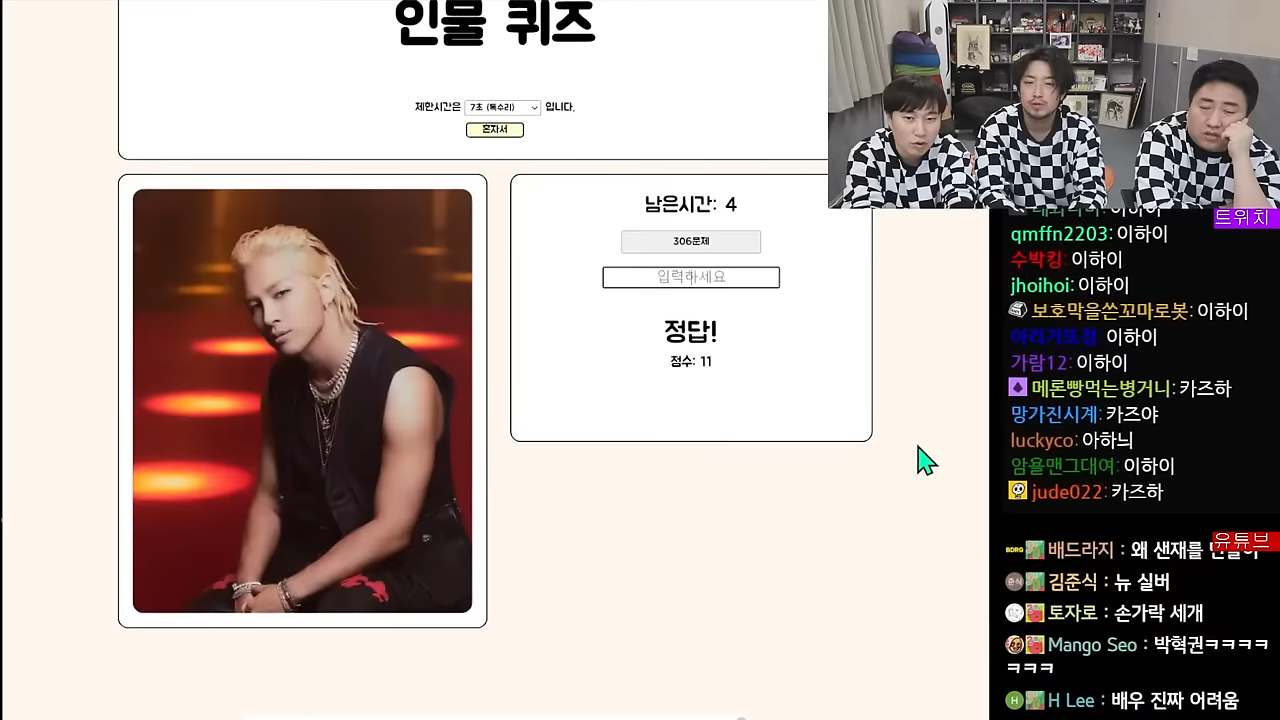 인물 퀴즈
제한시간은 7초 (독수리) 입니다.
혼자서
남은시간: 4
306문제
입력하세요
정답!
점수: 11
트위치
이하이
qmffn2203: 이하이
수박킹: 이하이
jhoihoi: 이하이
보호막을쓴꼬마로봇: 이하이
아리가또정: 이하이
가람12: 이하이
메론빵먹는병거니: 카즈하
망가진시계: 카즈야
luckyco: 아하늬
암욜맨그대여: 이하이
jude022: 카즈하
유튜브
배드라지 : 왜 샌재를
김준식 : 뉴 실버
토자로 : 손가락 세개
Mango Seo : 박혁권ㅋㅋㅋㅋ
ㅋㅋㅋ
H Lee : 배우 진짜 어려움